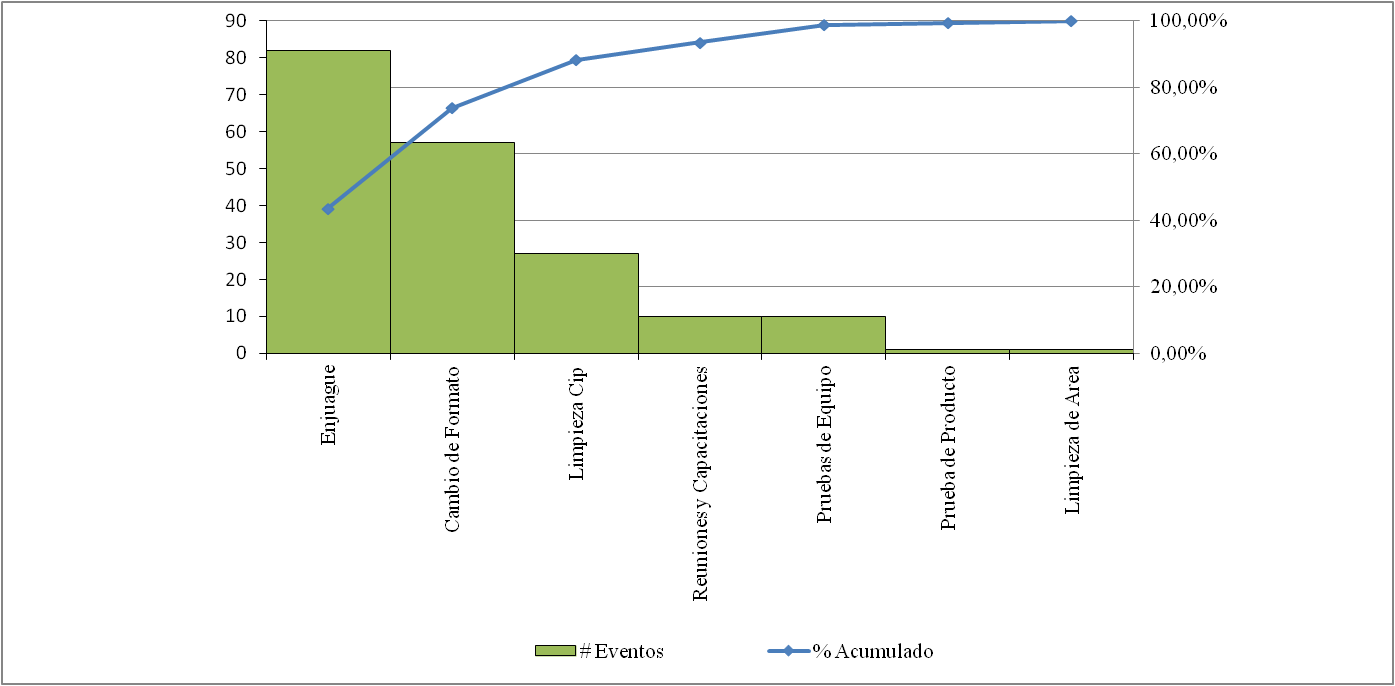 90
80
70
60
50
40
30
20
10
0
100,00%
80,00%
60,00%
40,00%
20,00%
0,00%
Enjuague
Cambio de Formato
Limpieza Cip
Reuniones y Capacitaciones
Pruebas de Equipo
Prueba de Producto
Limpieza de Area
# Eventos
% Acumulado